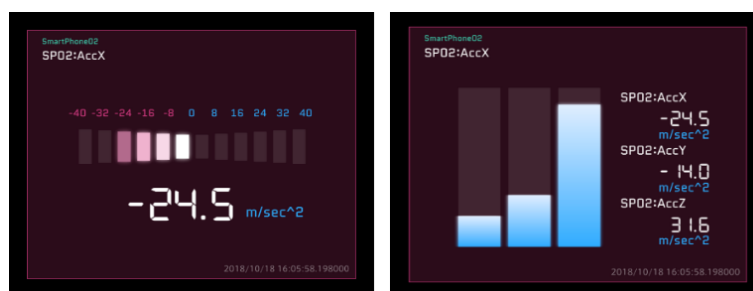 SmartPhone02
SP02:AccX
-40 -32 -24 -16 -8 0 8 16 24 32 40
-24.5 m/sec^2
2018/10/18 16:05:58.198000
SmartPhone02
SP02:AccX
SP02:AccX
-24.5
m/sec^2
SP02:AccY
-14.0
m/sec^2
SP02:AccZ
31.6
m/sec^2
2018/10/18 16:05:58.198000